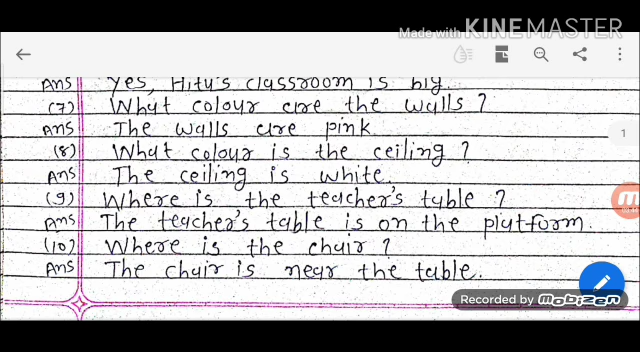 Made with KINEMASTER
Ans Yes, Hitu's classroom is big.
(7) What colour are the walls ?
Ans The walls are pink
1
(8) What colour is the ceiling ?
Ans The ceiling is white.
(9) Where is the teacher's table ?
Ans The teacher's table is on the platform.
(10) Where is the chair ?
Ans The chair is near the table.
Recorded by Mobizen